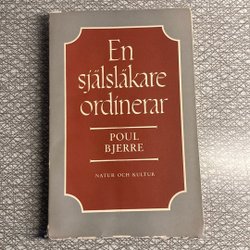 En
själsläkare
ordinerar
POUL
BJERRE
NATUR OCH KULTUR